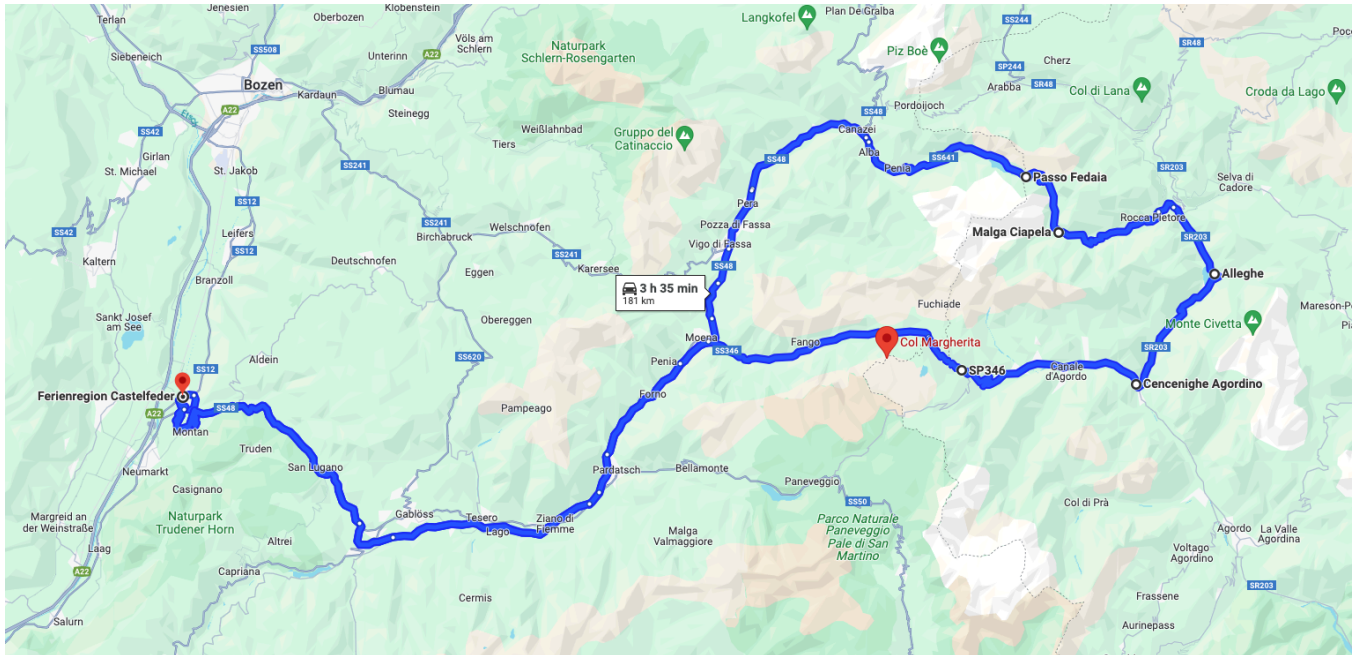 Terlan
Jenesien
Klobenstein
Oberbozen
Langkofel
Plan De Gralba
SS244
SR48
Siebeneich
SS508
Unterinn
A22
Völs am
Schlern
Naturpark
Schlern-Rosengarten
Piz Boè
SP244
Cherz
Bozen
Kardaun
Blumau
Arabba
SR48
Col di Lana
Croda da Lago
A22
Steinegg
Pordoijoch
SS48
SS42
Weißlahnbad
Gruppo del
Catinaccio
Canazei
Girlan
Tiers
SS48
Alba
St. Michael
SS241
St. Jakob
Penia
SS641
Passo Fedaia
SR203
Selva di
Cadore
SS12
Pera
Rocca Pietore
SS42
Leifers
SS241
Welschnofen
Pozza di Fassa
Malga Ciapela
SR203
SS12
Birchabruck
Vigo di Fassa
Kaltern
Deutschnofen
Eggen
SS241
Karersee
SS48
Alleghe
Branzoll
3 h 35 min
181 km
Fuchiade
Mareson-Pe
Sankt Josef
am See
Obereggen
Monte Civetta
Moena
Fango
Col Margherita
SS346
SR203
Aldein
SS620
Penia
SP346
Canale
d'Agordo
SS12
Cencenighe Agordino
Ferienregion Castelfeder
Forno
A22
SS48
Pampeago
Montan
Truden
San Lugano
Neumarkt
Pardatsch
Bellamonte
Paneveggio
Casignano
Col di Prà
SS50
Margreid an
der Weinstraße
Naturpark
Trudener Horn
Gablöss
Tesero
Lago
Ziano di
Fiemme
Parco Naturale
Paneveggio
Pale di San
Martino
Agordo
La Valle
Agordina
Laag
Altrei
Malga
Valmaggiore
Voltago
Agordino
A22
Capriana
SR203
Cermis
Frassene
Salurn
Aurinepass